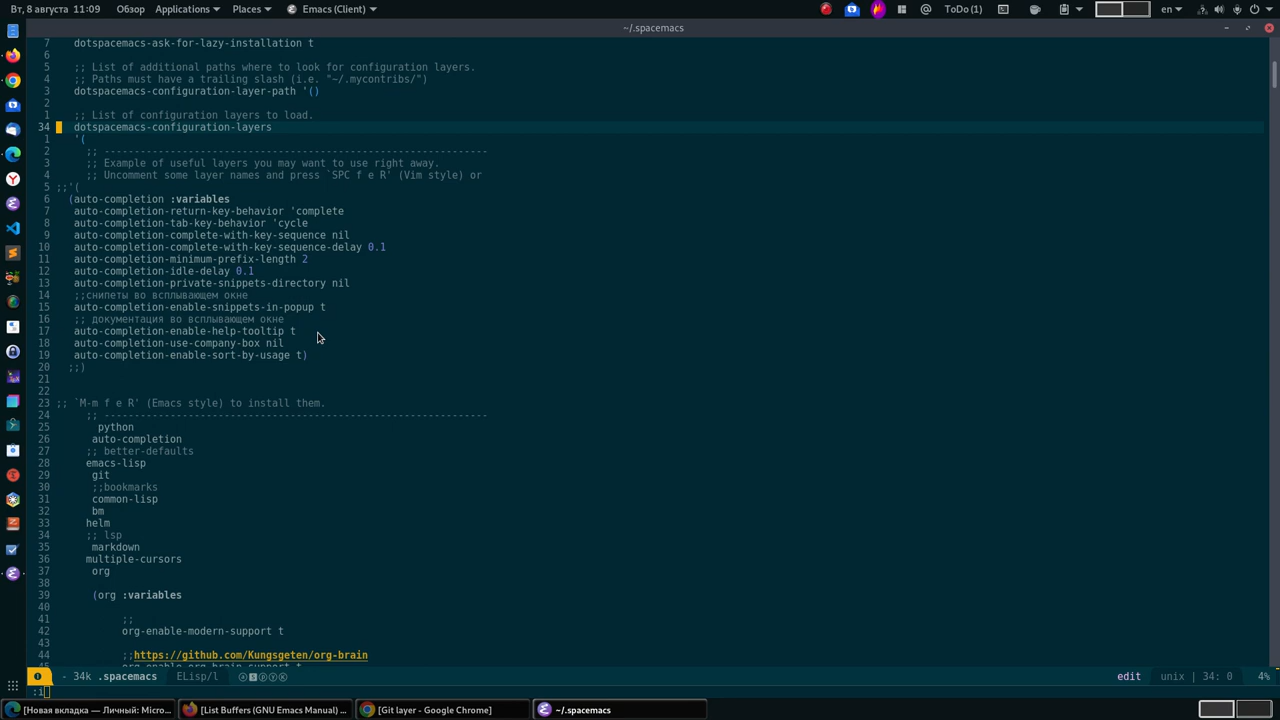 Вт, 8 августа 11:09 Обзор Applications Places Emacs (Client) ToDo (1) en
~/.spacemacs
7 dotspacemacs-ask-for-lazy-installation t
6
5 ;; List of additional paths where to look for configuration layers.
4 ;; Paths must have a trailing slash (i.e. "~/.mycontribs/")
3 dotspacemacs-configuration-layer-path '()
2
1 ;; List of configuration layers to load.
34 dotspacemacs-configuration-layers
1 '(
2 ;; ----------------------------------------------------------------
3 ;; Example of useful layers you may want to use right away.
4 ;; Uncomment some layer names and press `SPC f e R' (Vim style) or
5 ;;'(
6 (auto-completion :variables
7 auto-completion-return-key-behavior 'complete
8 auto-completion-tab-key-behavior 'cycle
9 auto-completion-complete-with-key-sequence nil
10 auto-completion-complete-with-key-sequence-delay 0.1
11 auto-completion-minimum-prefix-length 2
12 auto-completion-idle-delay 0.1
13 auto-completion-private-snippets-directory nil
14 ;;снипеты во всплывающем окне
15 auto-completion-enable-snippets-in-popup t
16 ;; документация во всплывающем окне
17 auto-completion-enable-help-tooltip t
18 auto-completion-use-company-box nil
19 auto-completion-enable-sort-by-usage t)
20 ;;)
21
22
23 ;; `M-m f e R' (Emacs style) to install them.
24 ;; ----------------------------------------------------------------
25 python
26 auto-completion
27 ;; better-defaults
28 emacs-lisp
29 git
30 ;;bookmarks
31 common-lisp
32 bm
33 helm
34 ;; lsp
35 markdown
36 multiple-cursors
37 org
38
39 (org :variables
40
41 ;;
42 org-enable-modern-support t
43
44 ;;https://github.com/Kungsgeten/org-brain
45 org-enable-org-brain-support t
- 34k .spacemacs ELisp/l edit unix | 34: 0 4%
:i
[Новая вкладка — Личный: Micro... [List Buffers (GNU Emacs Manual) ... [Git layer - Google Chrome] ~/.spacemacs